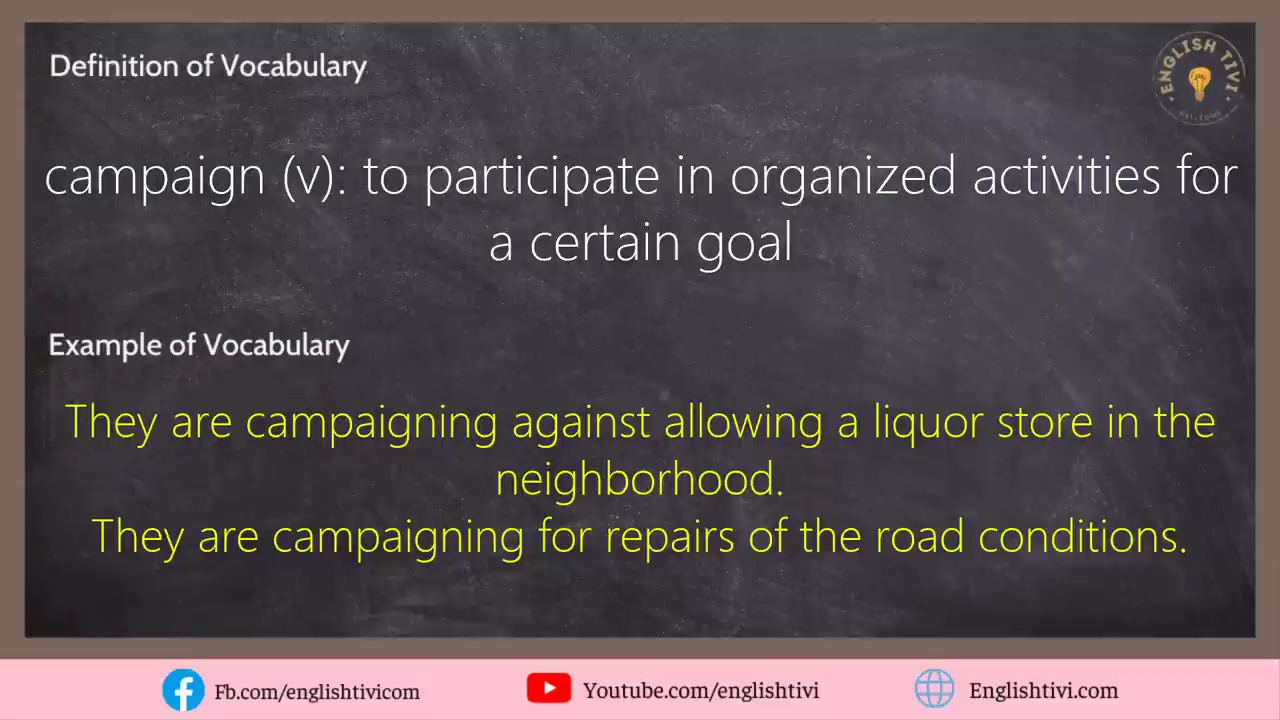 Definition of Vocabulary
ENGLISH TIVI
WELCOME
campaign (v): to participate in organized activities for
a certain goal
Example of Vocabulary
They are campaigning against allowing a liquor store in the
neighborhood.
They are campaigning for repairs of the road conditions.
Fb.com/englishtivicom
Youtube.com/englishtivi
Englishtivi.com